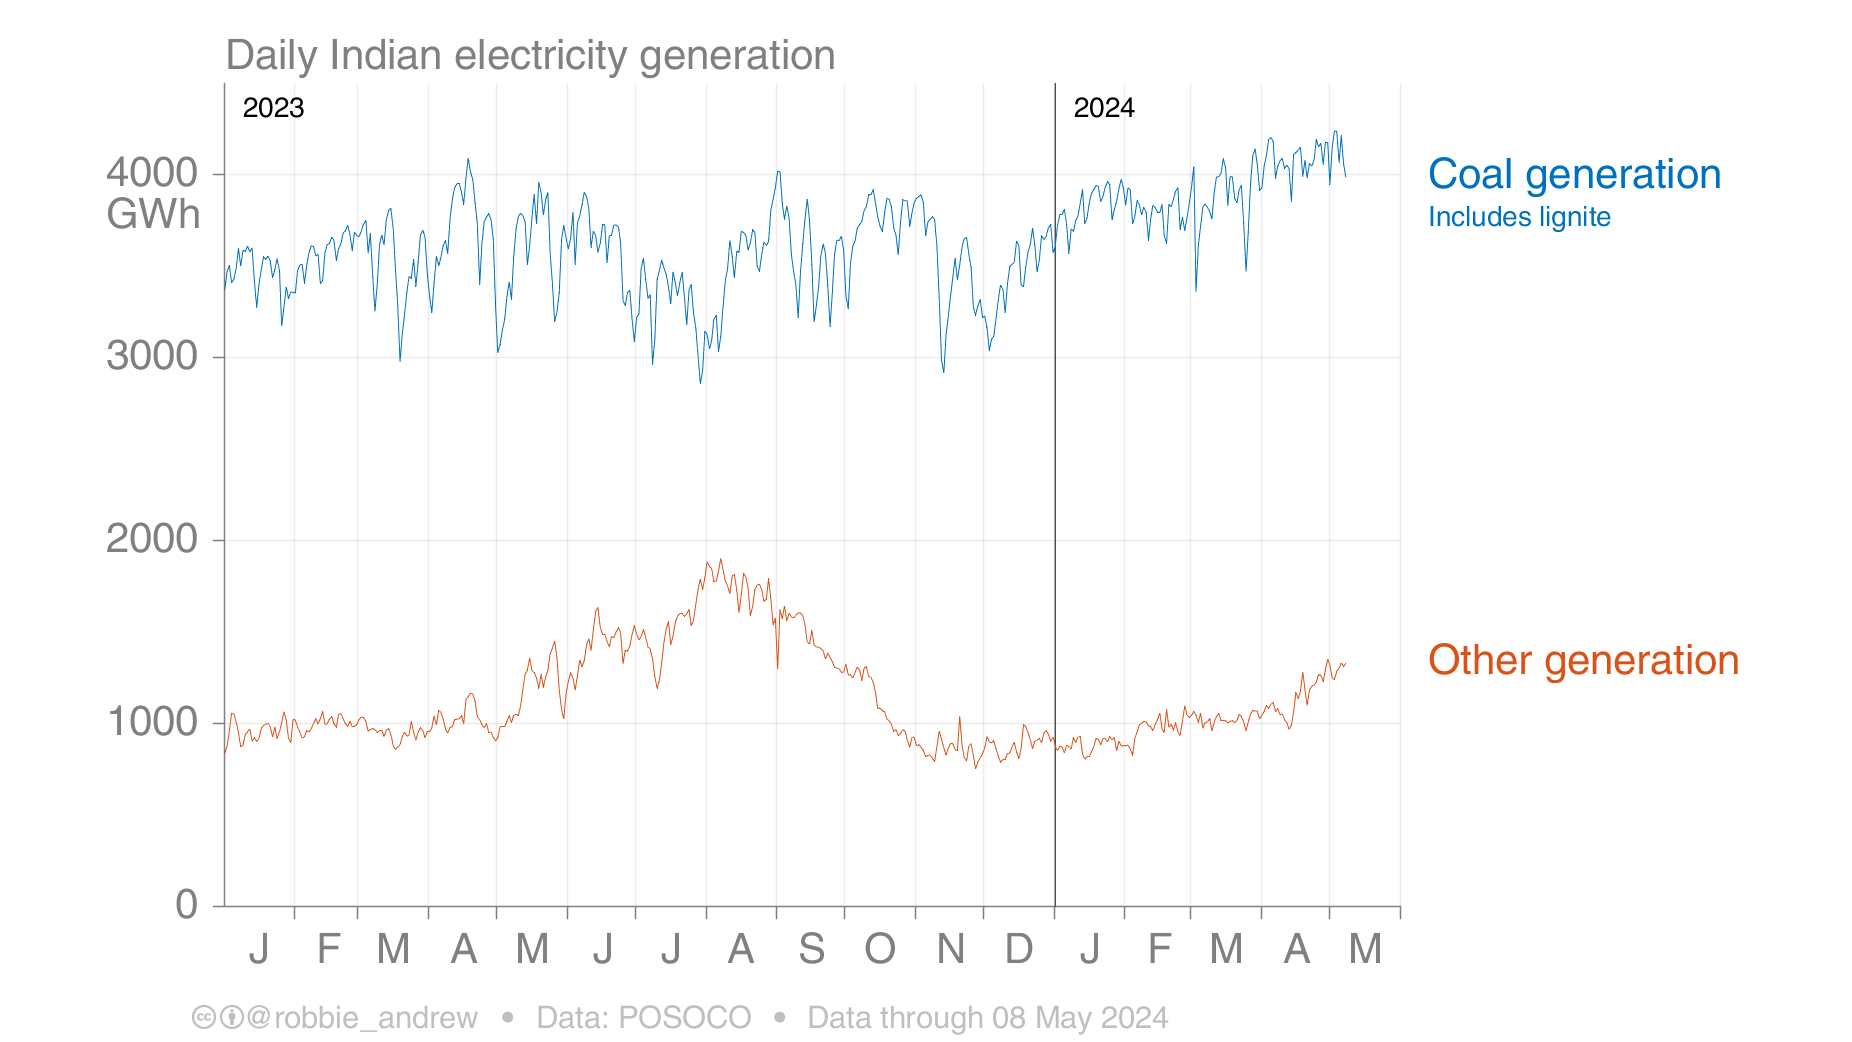 Daily Indian electricity generation
2023
2024
4000
GWh
3000
2000
1000
0
Coal generation
Includes lignite
Other generation
J F M A M J J A S O N D J F M A M
@robbie_andrew • Data: POSOCO • Data through 08 May 2024